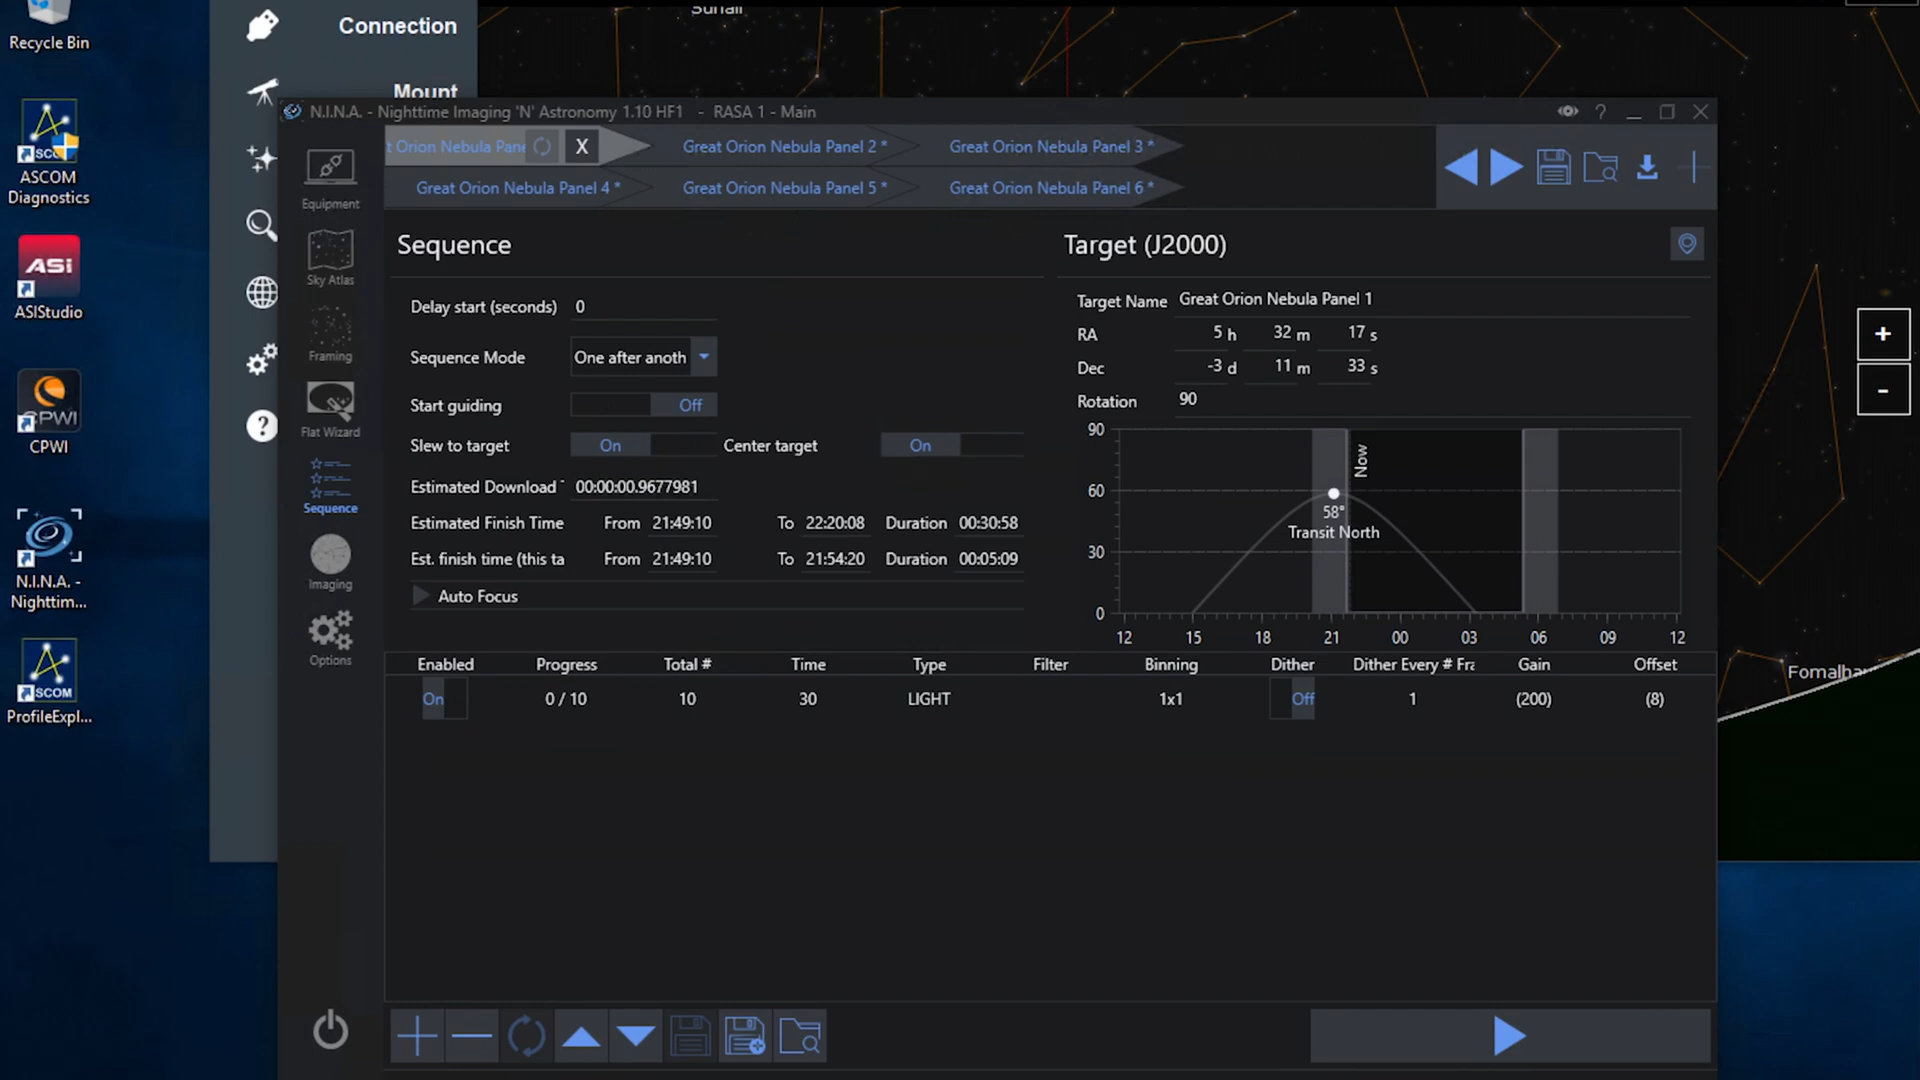 Recycle Bin
ASCOM
Diagnostics
ASi
ASIStudio
CPWI
CPWI
N.I.N.A. -
Nighttim...
SCOM
ProfileExpl...
Connection
Mount
Suhail
N.I.N.A. - Nighttime Imaging 'N' Astronomy 1.10 HF1 - RASA 1 - Main
?
t Orion Nebula Pane
X
Great Orion Nebula Panel 2 *
Great Orion Nebula Panel 3 *
Great Orion Nebula Panel 4 *
Great Orion Nebula Panel 5 *
Great Orion Nebula Panel 6 *
Equipment
Sky Atlas
Framing
Flat Wizard
Sequence
Imaging
Options
Sequence
Delay start (seconds) 0
Sequence Mode One after anoth
Start guiding Off
Slew to target On Center target On
Estimated Download 00:00:00.9677981
Estimated Finish Time From 21:49:10 To 22:20:08 Duration 00:30:58
Est. finish time (this ta From 21:49:10 To 21:54:20 Duration 00:05:09
Auto Focus
Target (J2000)
Target Name Great Orion Nebula Panel 1
RA 5 h 32 m 17 s
Dec -3 d 11 m 33 s
Rotation 90
90
60
30
0
Now
58°
Transit North
12 15 18 21 00 03 06 09 12
Enabled Progress Total # Time Type Filter Binning Dither Dither Every # Fra Gain Offset
On 0 / 10 10 30 LIGHT 1x1 Off 1 (200) (8)
+
-
Fomalha
?